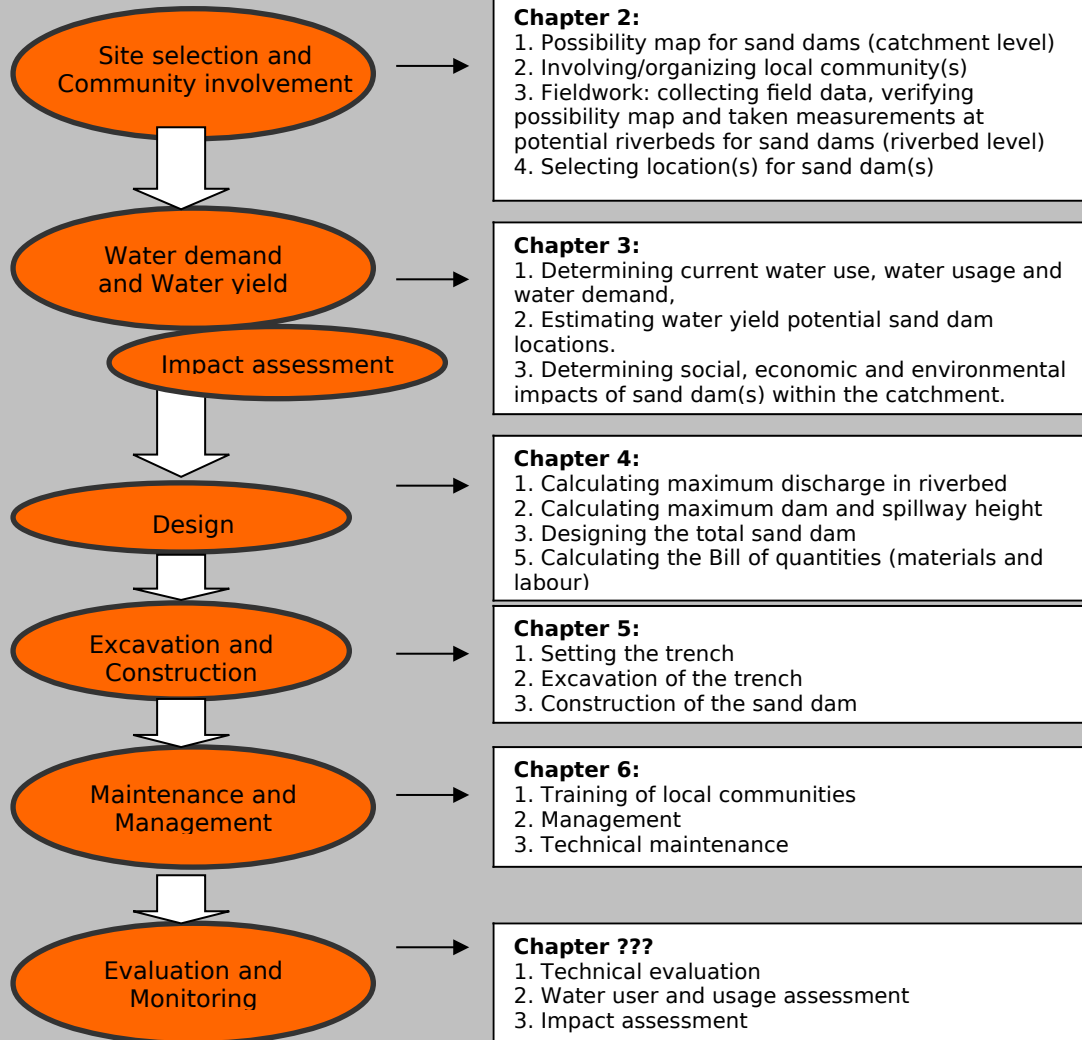 Site selection and
Community involvement
Chapter 2:
1. Possibility map for sand dams (catchment level)
2. Involving/organizing local community(s)
3. Fieldwork: collecting field data, verifying
possibility map and taken measurements at
potential riverbeds for sand dams (riverbed level)
4. Selecting location(s) for sand dam(s)
Water demand
and Water yield
Impact assessment
Chapter 3:
1. Determining current water use, water usage and
water demand,
2. Estimating water yield potential sand dam
locations.
3. Determining social, economic and environmental
impacts of sand dam(s) within the catchment.
Design
Chapter 4:
1. Calculating maximum discharge in riverbed
2. Calculating maximum dam and spillway height
3. Designing the total sand dam
5. Calculating the Bill of quantities (materials and
labour)
Excavation and
Construction
Chapter 5:
1. Setting the trench
2. Excavation of the trench
3. Construction of the sand dam
Maintenance and
Management
Chapter 6:
1. Training of local communities
2. Management
3. Technical maintenance
Evaluation and
Monitoring
Chapter ???
1. Technical evaluation
2. Water user and usage assessment
3. Impact assessment